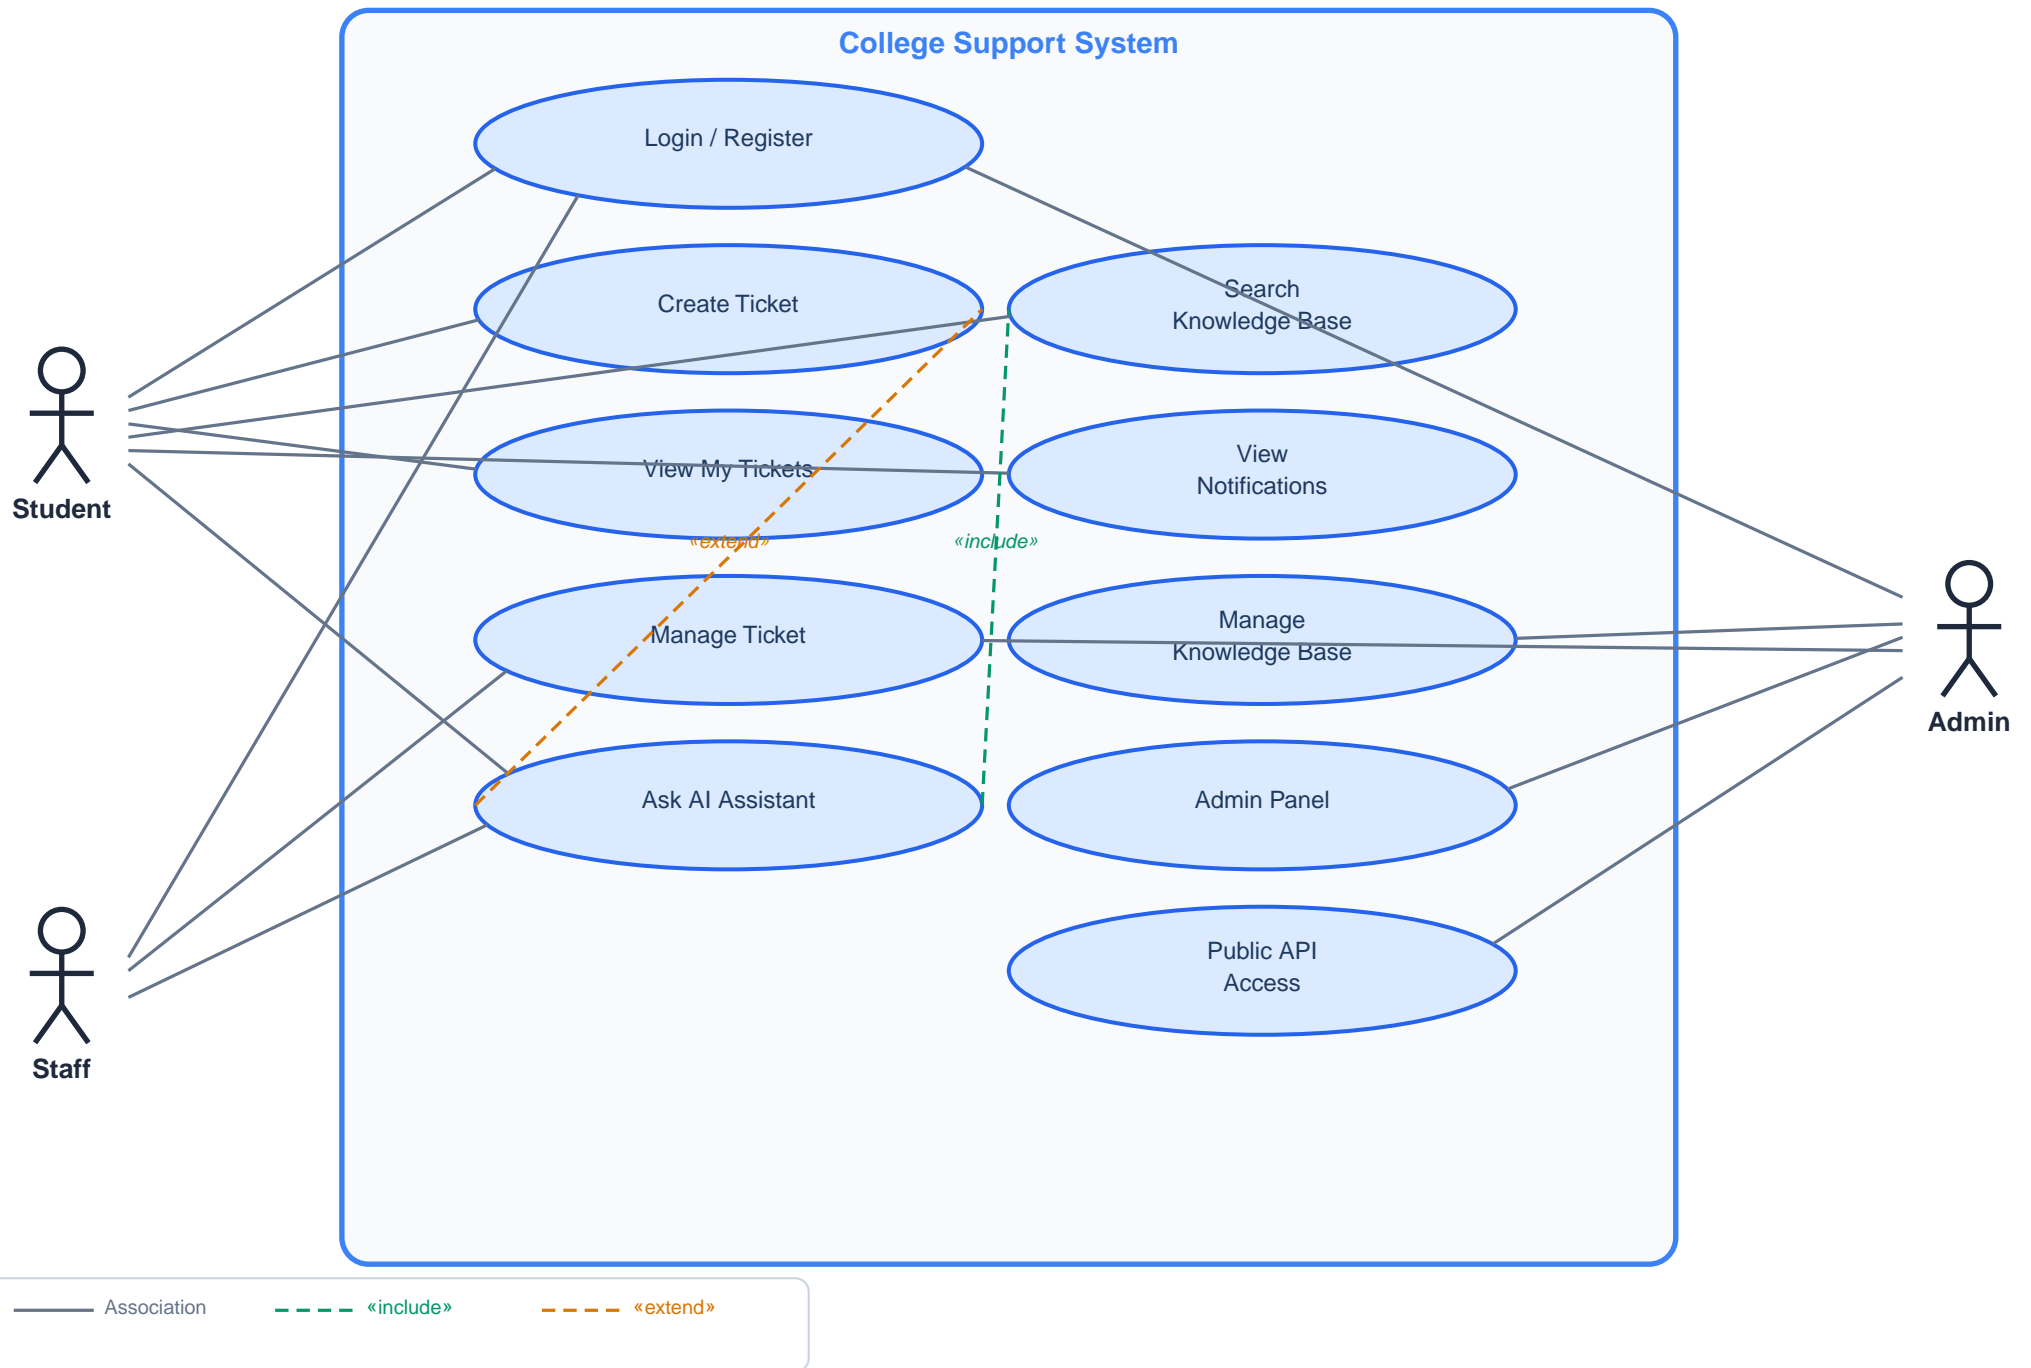 College Support System
Login / Register
Create Ticket
Search
Knowledge Base
View My Tickets
View
Notifications
Student
«extend»
«include»
Manage Ticket
Manage
Knowledge Base
Admin
Ask AI Assistant
Admin Panel
Public API
Access
Staff
Association
«include»
«extend»